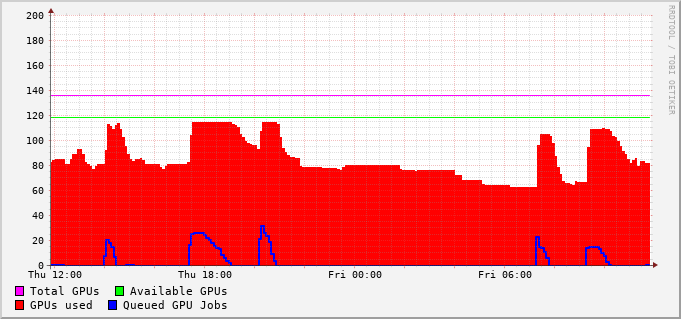 200
180
160
140
120
100
80
60
40
20
0
Thu 12:00 Thu 18:00 Fri 00:00 Fri 06:00
Total GPUs Available GPUs
GPUs used Queued GPU Jobs
RRDTOOL / TOBI OETIKER